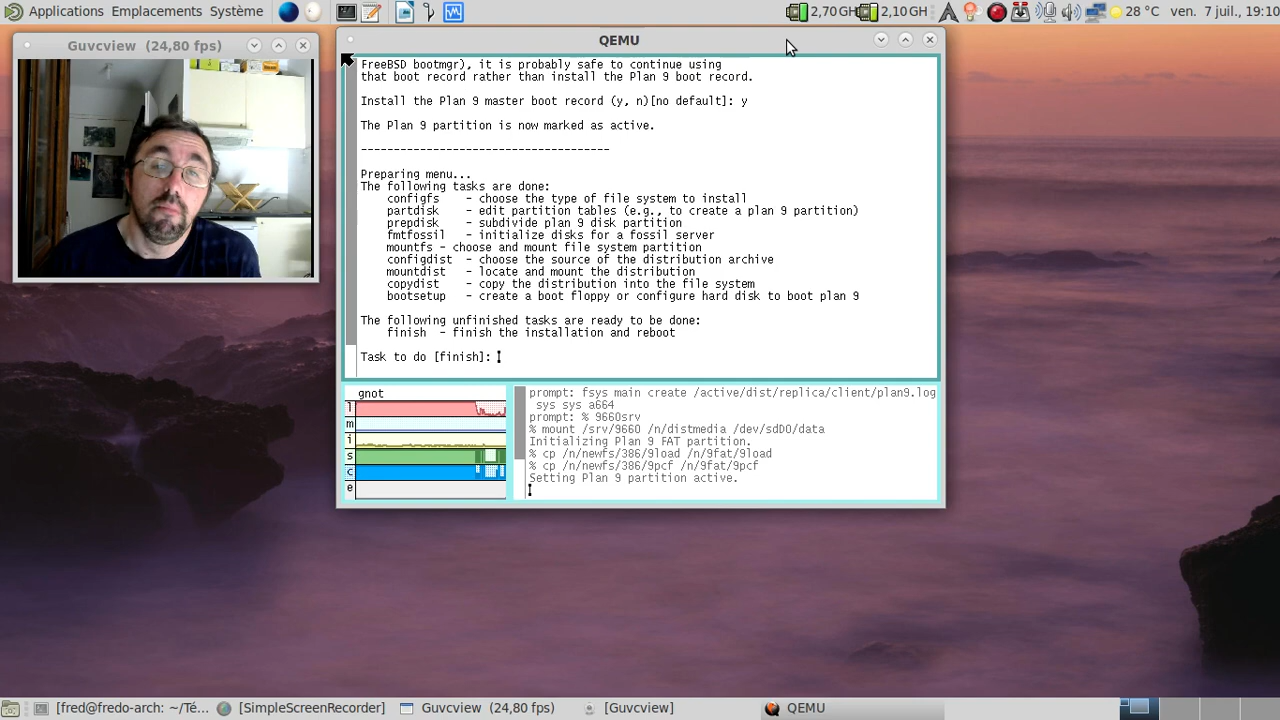 Applications Emplacements Système 2,70 GH 2,10 GH 28 °C ven. 7 juil., 19:10
Guvcview (24,80 fps)
QEMU
FreeBSD bootmgr), it is probably safe to continue using
that boot record rather than install the Plan 9 boot record.
Install the Plan 9 master boot record (y, n)[no default]: y
The Plan 9 partition is now marked as active.
--------------------------------------
Preparing menu...
The following tasks are done:
configfs - choose the type of file system to install
partdisk - edit partition tables (e.g., to create a plan 9 partition)
prepdisk - subdivide plan 9 disk partition
fmtfossil - initialize disks for a fossil server
mountfs - choose and mount file system partition
configdist - choose the source of the distribution archive
mountdist - locate and mount the distribution
copydist - copy the distribution into the file system
bootsetup - create a boot floppy or configure hard disk to boot plan 9
The following unfinished tasks are ready to be done:
finish - finish the installation and reboot
Task to do [finish]:
gnot
l
m
i
s
c
e
prompt: fsys main create /active/dist/replica/client/plan9.log
sys sys a664
prompt: % 9660srv
% mount /srv/9660 /n/distmedia /dev/sdD0/data
Initializing Plan 9 FAT partition.
% cp /n/newfs/386/9load /n/9fat/9load
% cp /n/newfs/386/9pcf /n/9fat/9pcf
Setting Plan 9 partition active.
[fred@fredo-arch: ~/Té... [SimpleScreenRecorder] Guvcview (24,80 fps) [Guvcview] QEMU